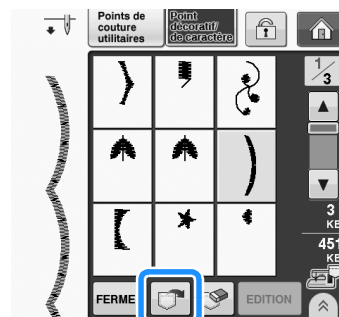 Points de
couture
utilitaires
Point
décoratif/
de caractère
1/3
3
KB
451
KB
FERME
EDITION